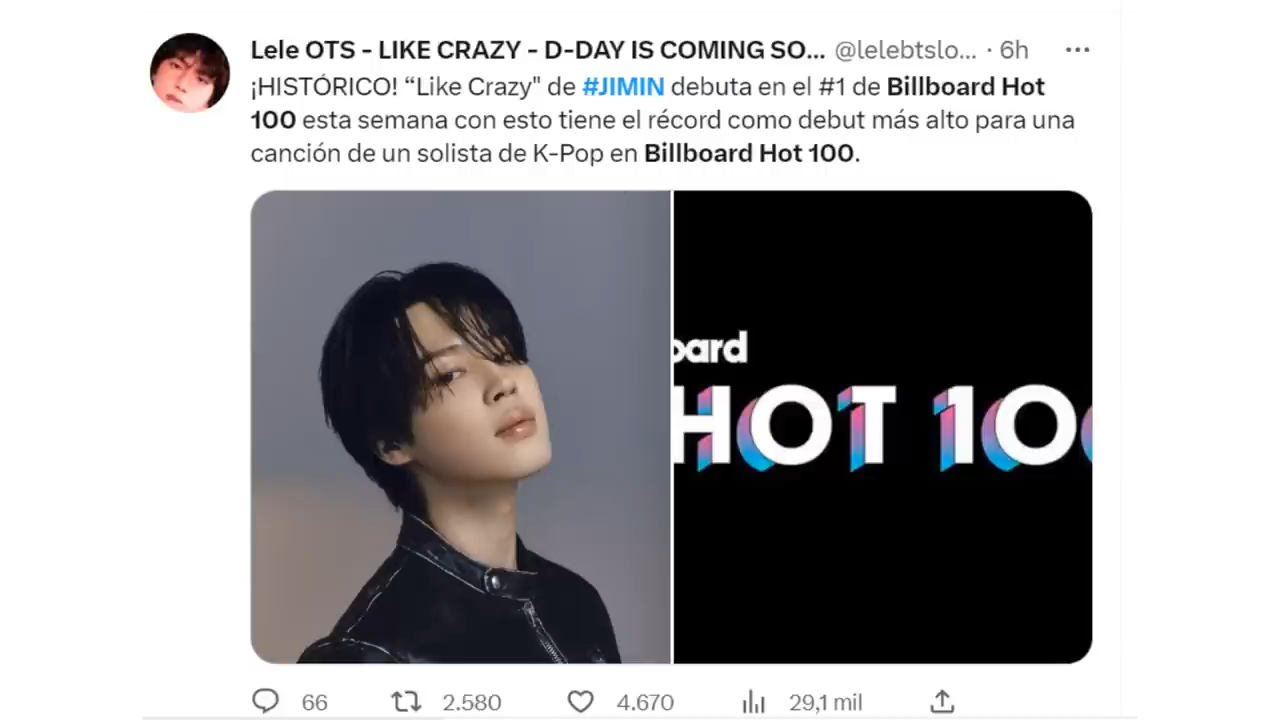 Lele OTS - LIKE CRAZY - D-DAY IS COMING SO... @lelebtslo... · 6h
¡HISTÓRICO! “Like Crazy" de #JIMIN debuta en el #1 de Billboard Hot
100 esta semana con esto tiene el récord como debut más alto para una
canción de un solista de K-Pop en Billboard Hot 100.
board
HOT 100
66 2.580 4.670 29,1 mil